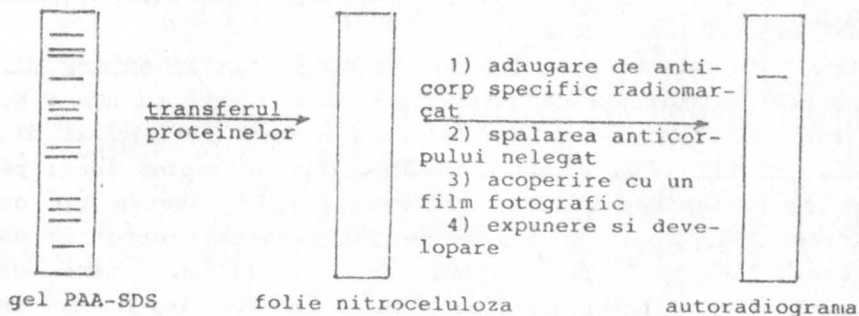 transferul
proteinelor
1) adaugare de anti-
corp specific radiomar-
cat
2) spalarea anticor-
pului nelegat
3) acoperire cu un
film fotografic
4) expunere si deve-
lopare
gel PAA-SDS
folie nitroceluloza
autoradiograma